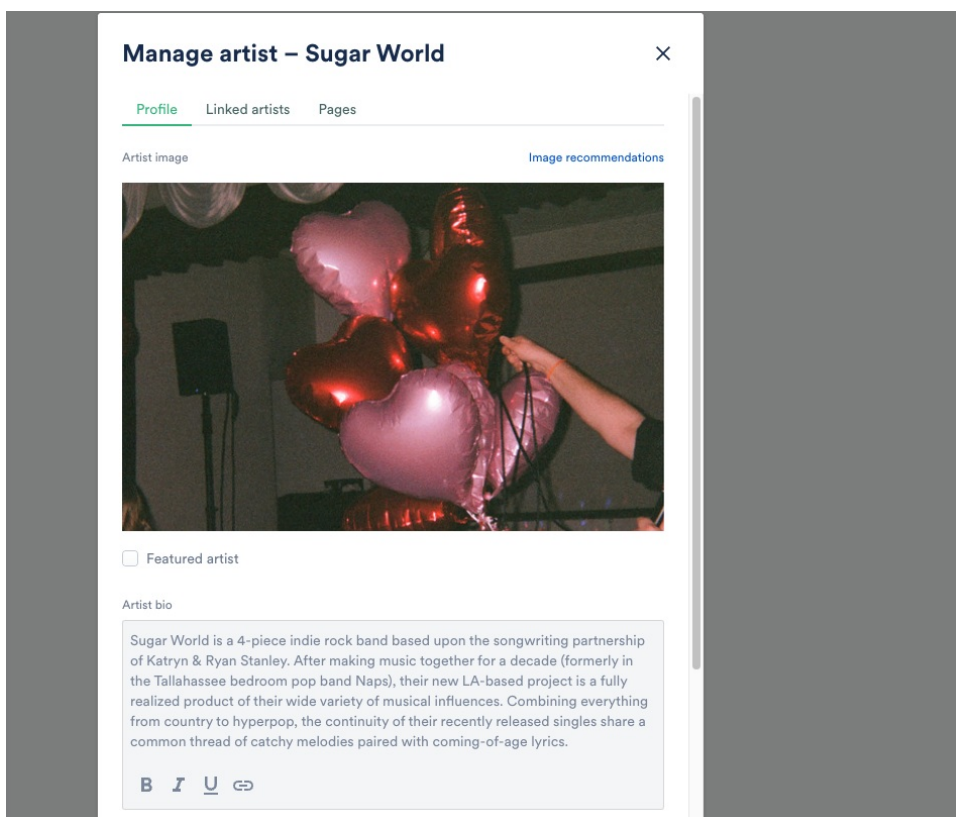 Manage artist – Sugar World
Profile Linked artists Pages
Artist image Image recommendations
Featured artist
Artist bio
Sugar World is a 4-piece indie rock band based upon the songwriting partnership
of Katryn & Ryan Stanley. After making music together for a decade (formerly in
the Tallahassee bedroom pop band Naps), their new LA-based project is a fully
realized product of their wide variety of musical influences. Combining everything
from country to hyperpop, the continuity of their recently released singles share a
common thread of catchy melodies paired with coming-of-age lyrics.
B I U